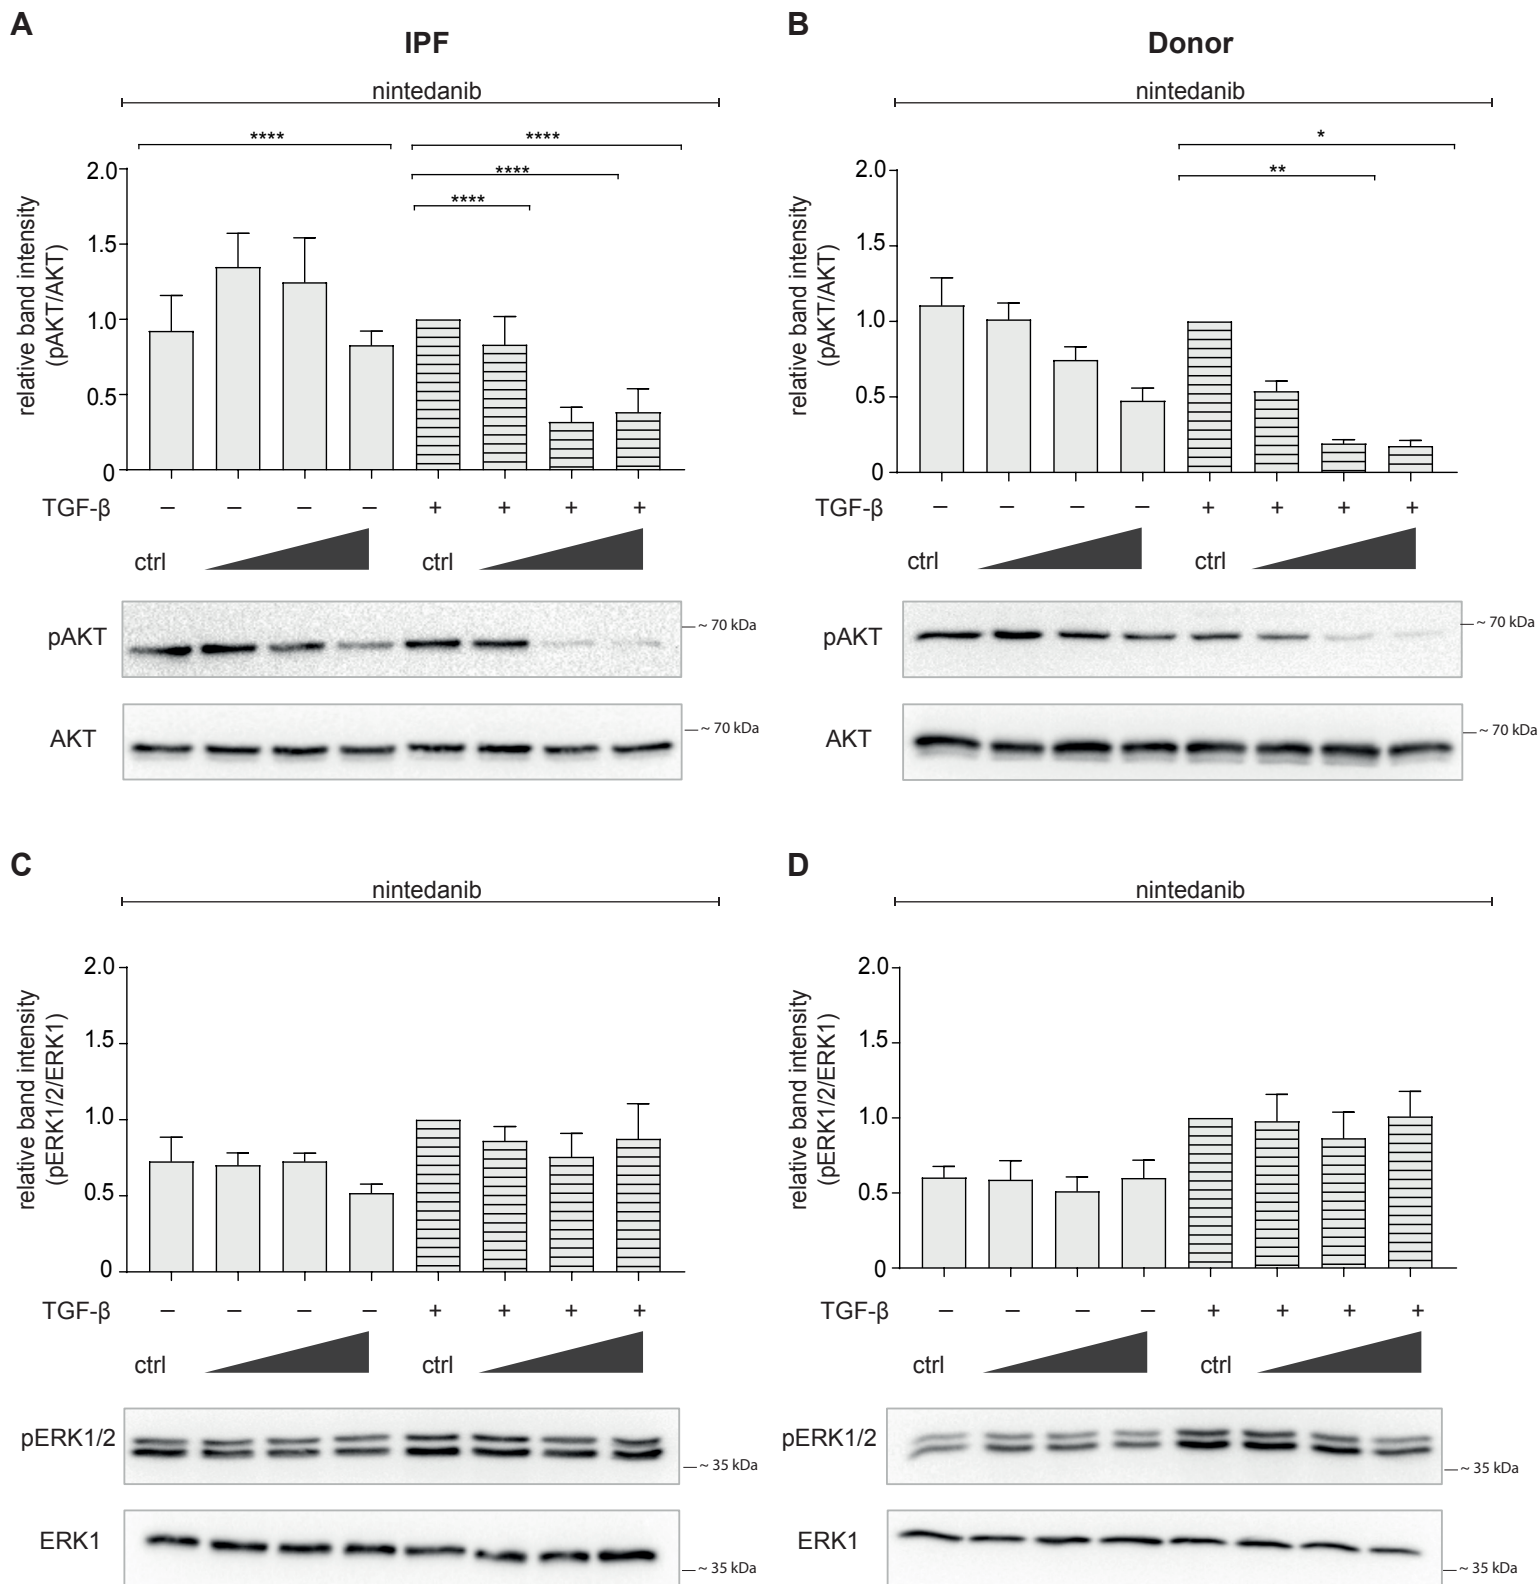 A
IPF
nintedanib
****
****
****
****
relative band intensity
(pAKT/AKT)
2.0
1.5
1.0
0.5
0
TGF-β – – – – + + + +
ctrl ctrl
pAKT
~ 70 kDa
AKT
~ 70 kDa
B
Donor
nintedanib
*
**
relative band intensity
(pAKT/AKT)
2.0
1.5
1.0
0.5
0
TGF-β – – – – + + + +
ctrl ctrl
pAKT
~ 70 kDa
AKT
~ 70 kDa
C
nintedanib
relative band intensity
(pERK1/2/ERK1)
2.0
1.5
1.0
0.5
0
TGF-β – – – – + + + +
ctrl ctrl
pERK1/2
~ 35 kDa
ERK1
~ 35 kDa
D
nintedanib
relative band intensity
(pERK1/2/ERK1)
2.0
1.5
1.0
0.5
0
TGF-β – – – – + + + +
ctrl ctrl
pERK1/2
~ 35 kDa
ERK1
~ 35 kDa